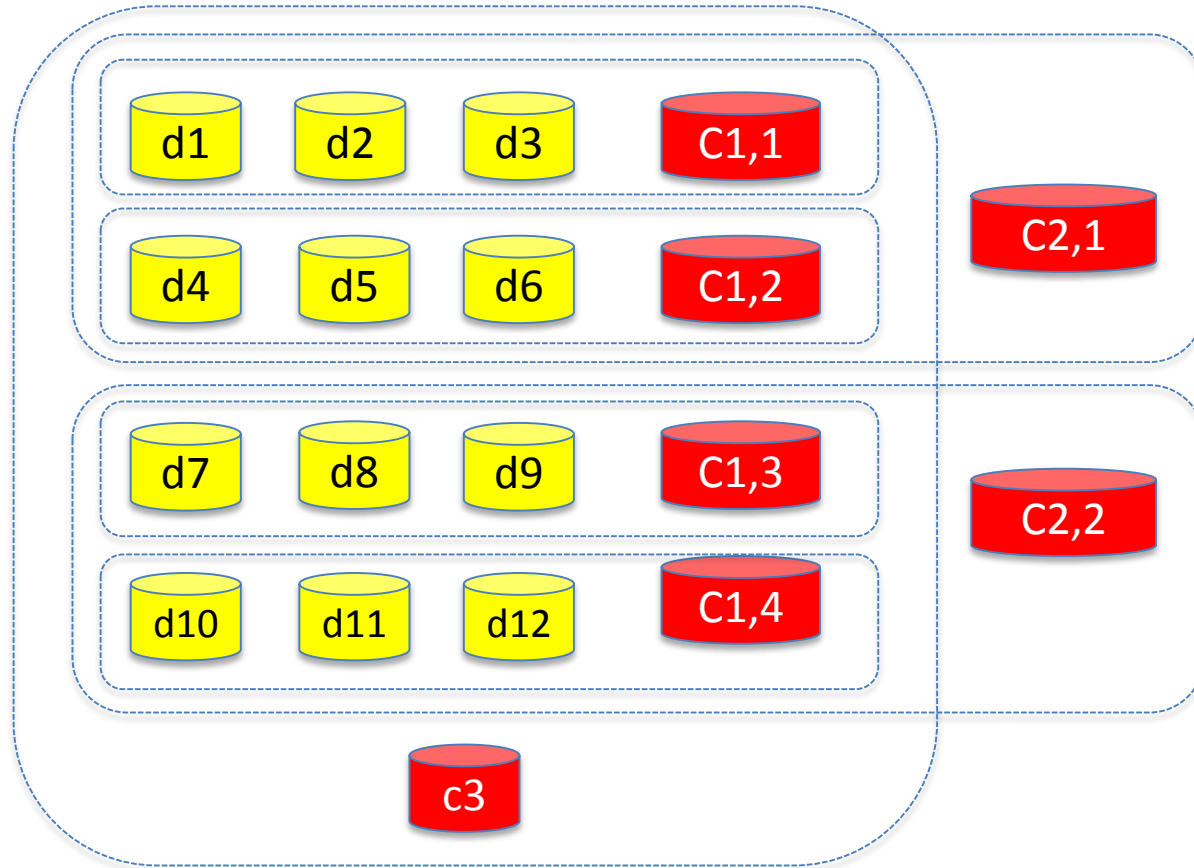 d1 d2 d3 C1,1
C2,1
d4 d5 d6 C1,2
d7 d8 d9 C1,3
C2,2
d10 d11 d12 C1,4
c3